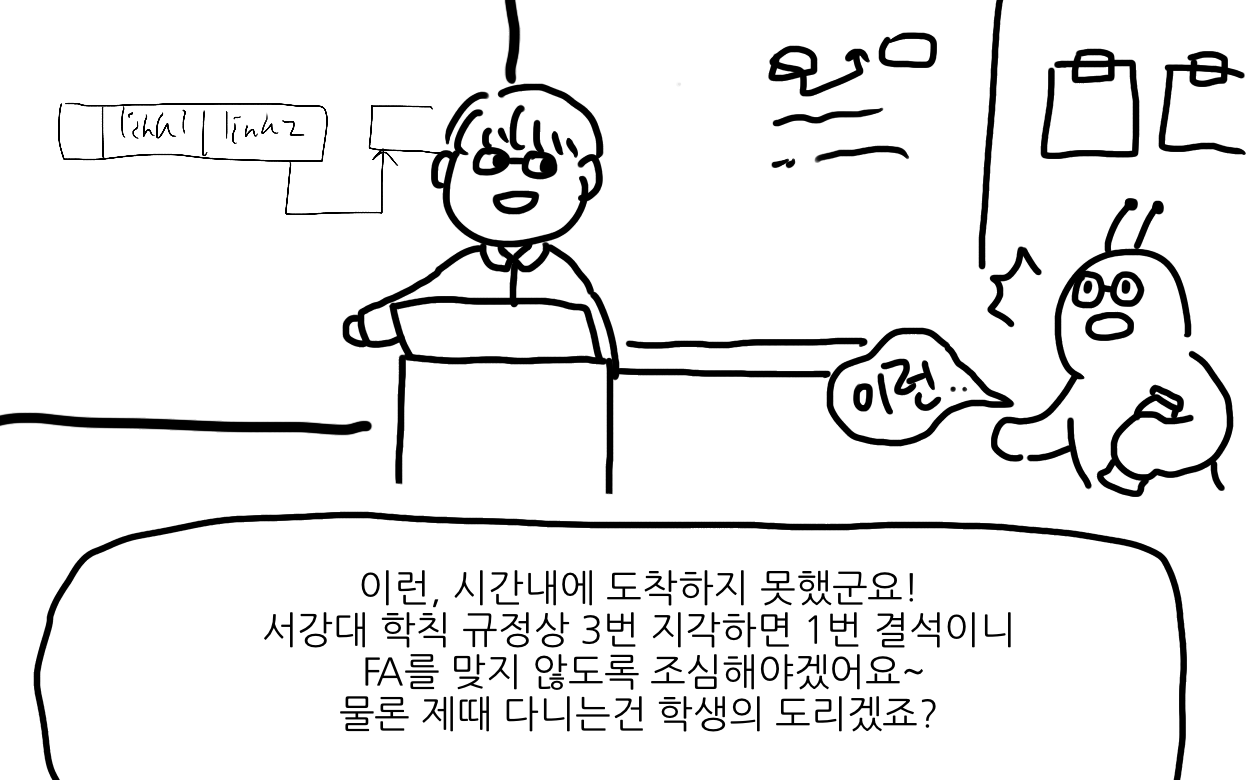 link1 link2
이런..
이런, 시간내에 도착하지 못했군요!
서강대 학칙 규정상 3번 지각하면 1번 결석이니
FA를 맞지 않도록 조심해야겠어요~
물론 제때 다니는건 학생의 도리겠죠?